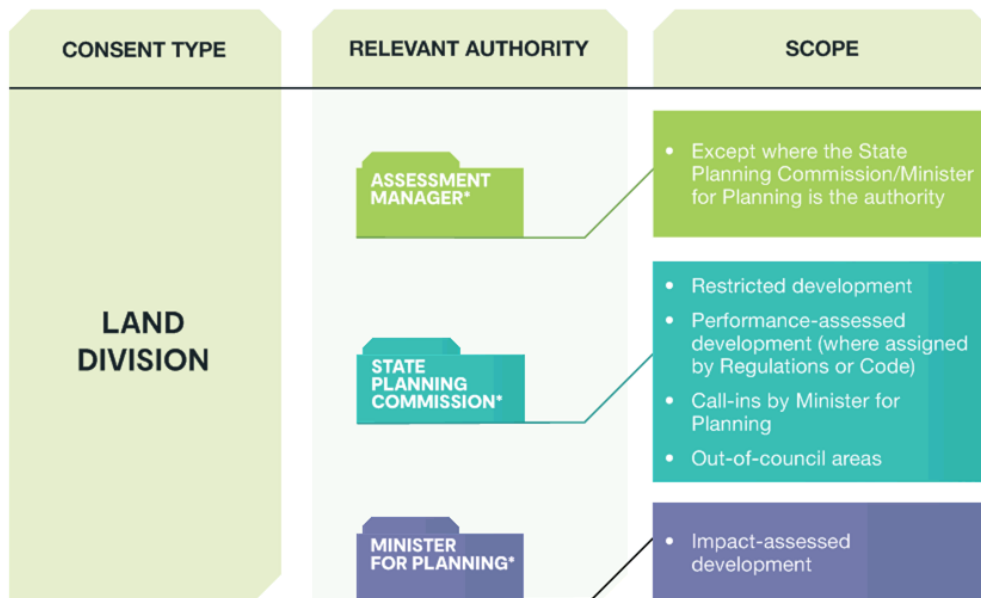 CONSENT TYPE
RELEVANT AUTHORITY
SCOPE
LAND
DIVISION
ASSESSMENT
MANAGER*
• Except where the State
Planning Commission/Minister
for Planning is the authority
STATE
PLANNING
COMMISSION*
• Restricted development
• Performance-assessed
development (where assigned
by Regulations or Code)
• Call-ins by Minister for
Planning
• Out-of-council areas
MINISTER
FOR PLANNING*
• Impact-assessed
development